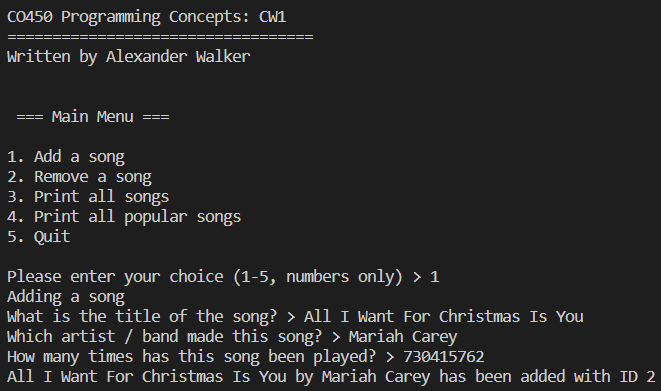 CO450 Programming Concepts: CW1
==================================
Written by Alexander Walker
=== Main Menu ===
1. Add a song
2. Remove a song
3. Print all songs
4. Print all popular songs
5. Quit
Please enter your choice (1-5, numbers only) > 1
Adding a song
What is the title of the song? > All I Want For Christmas Is You
Which artist / band made this song? > Mariah Carey
How many times has this song been played? > 730415762
All I Want For Christmas Is You by Mariah Carey has been added with ID 2